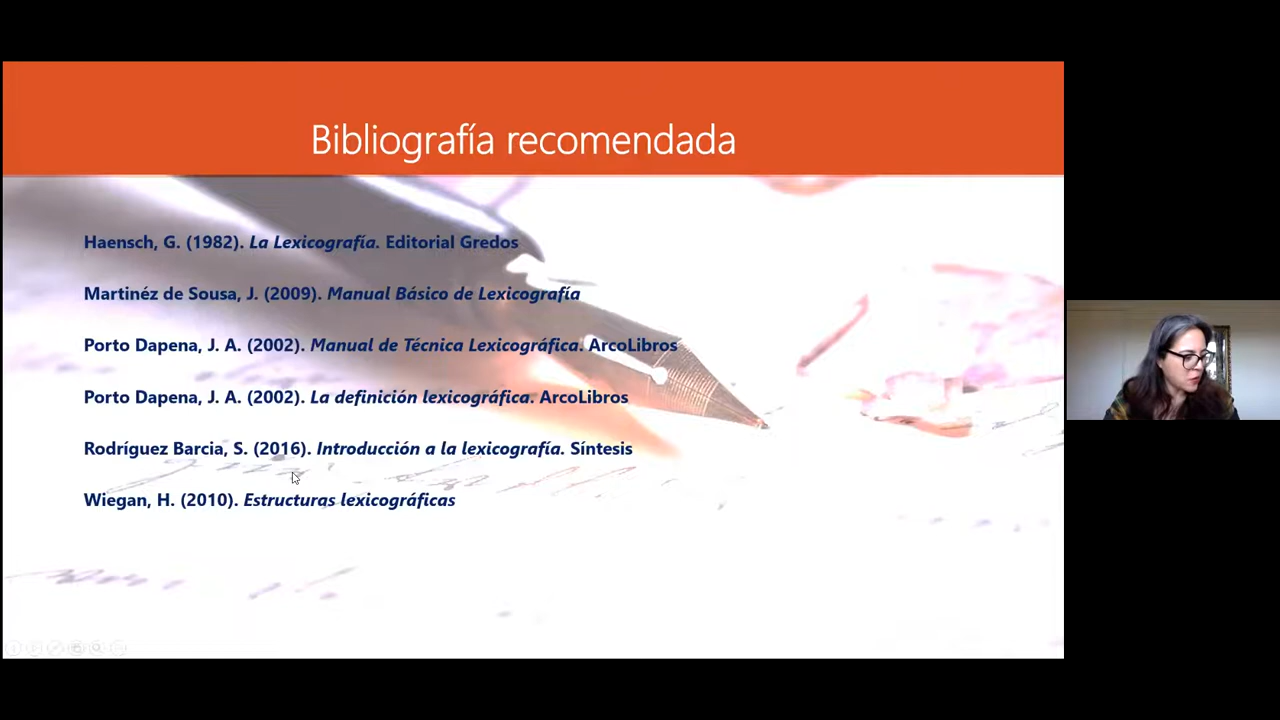 Bibliografía recomendada
Haensch, G. (1982). La Lexicografía. Editorial Gredos
Martinéz de Sousa, J. (2009). Manual Básico de Lexicografía
Porto Dapena, J. A. (2002). Manual de Técnica Lexicográfica. ArcoLibros
Porto Dapena, J. A. (2002). La definición lexicográfica. ArcoLibros
Rodríguez Barcia, S. (2016). Introducción a la lexicografía. Síntesis
Wiegan, H. (2010). Estructuras lexicográficas